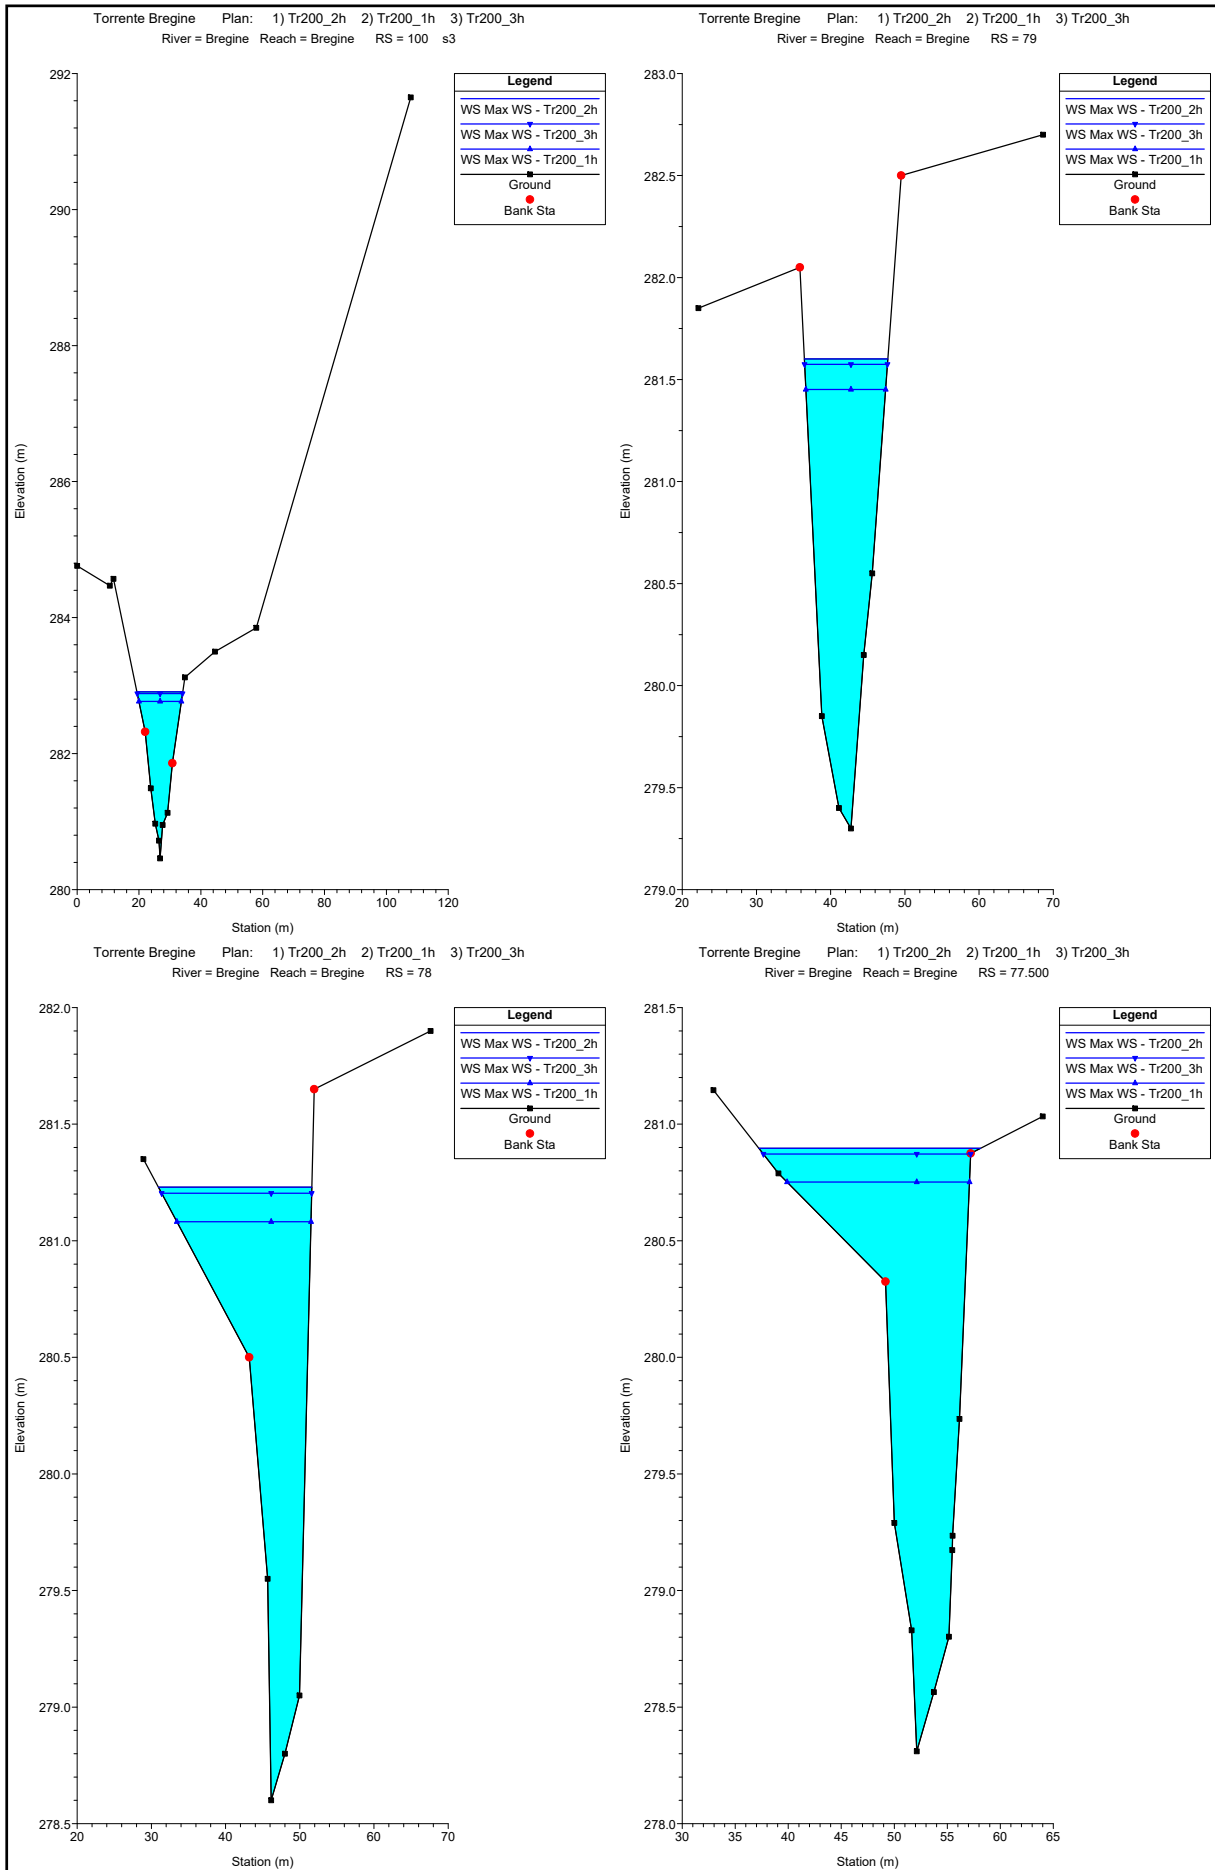 Torrente Bregine Plan: 1) Tr200_2h 2) Tr200_1h 3) Tr200_3h
River = Bregine Reach = Bregine RS = 100 s3
292
290
288
286
284
282
280
Elevation (m)
0 20 40 60 80 100 120
Station (m)
Legend
WS Max WS - Tr200_2h
WS Max WS - Tr200_3h
WS Max WS - Tr200_1h
Ground
Bank Sta
Torrente Bregine Plan: 1) Tr200_2h 2) Tr200_1h 3) Tr200_3h
River = Bregine Reach = Bregine RS = 79
283.0
282.5
282.0
281.5
281.0
280.5
280.0
279.5
279.0
Elevation (m)
20 30 40 50 60 70
Station (m)
Legend
WS Max WS - Tr200_2h
WS Max WS - Tr200_3h
WS Max WS - Tr200_1h
Ground
Bank Sta
Torrente Bregine Plan: 1) Tr200_2h 2) Tr200_1h 3) Tr200_3h
River = Bregine Reach = Bregine RS = 78
282.0
281.5
281.0
280.5
280.0
279.5
279.0
278.5
Elevation (m)
20 30 40 50 60 70
Station (m)
Legend
WS Max WS - Tr200_2h
WS Max WS - Tr200_3h
WS Max WS - Tr200_1h
Ground
Bank Sta
Torrente Bregine Plan: 1) Tr200_2h 2) Tr200_1h 3) Tr200_3h
River = Bregine Reach = Bregine RS = 77.500
281.5
281.0
280.5
280.0
279.5
279.0
278.5
278.0
Elevation (m)
30 35 40 45 50 55 60 65
Station (m)
Legend
WS Max WS - Tr200_2h
WS Max WS - Tr200_3h
WS Max WS - Tr200_1h
Ground
Bank Sta